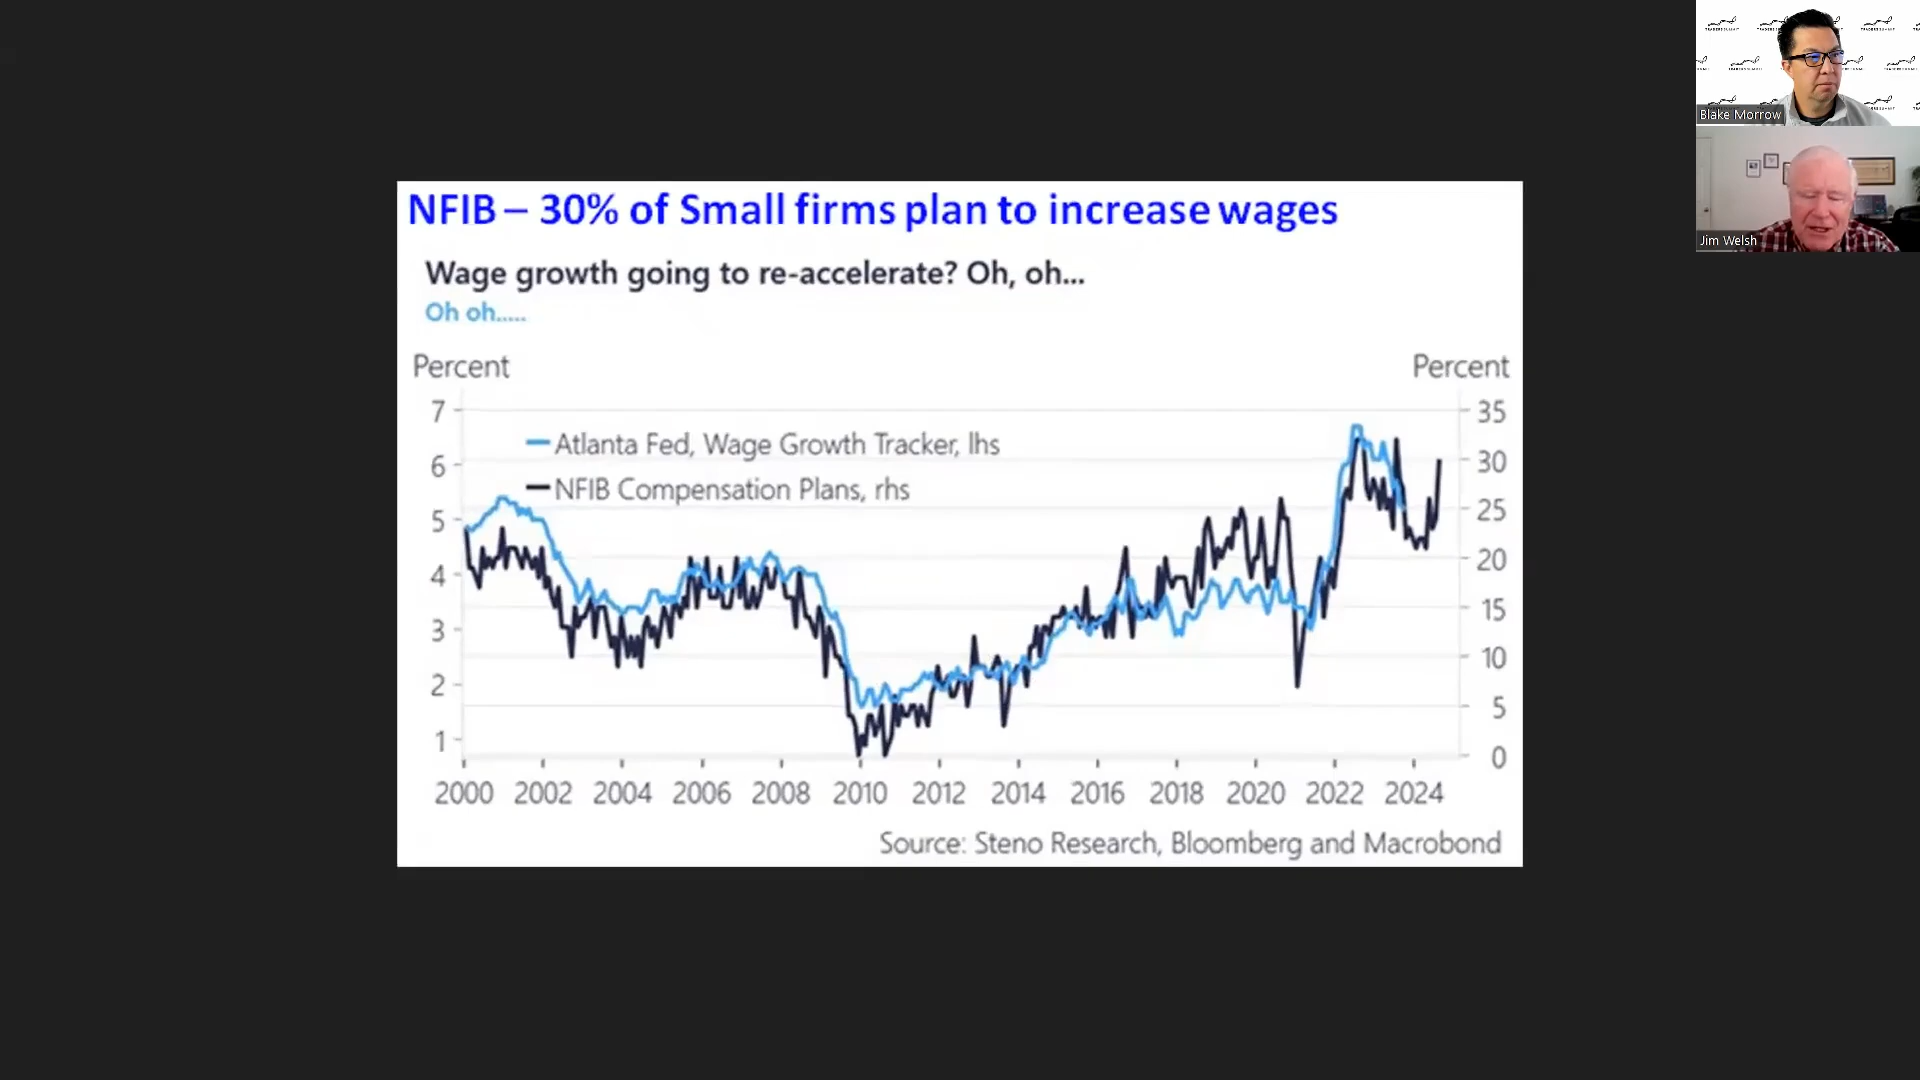 NFIB – 30% of Small firms plan to increase wages
Wage growth going to re-accelerate? Oh, oh...
Oh oh.....
Percent
Percent
7
6
5
4
3
2
1
Atlanta Fed, Wage Growth Tracker, lhs
NFIB Compensation Plans, rhs
35
30
25
20
15
10
5
0
2000 2002 2004 2006 2008 2010 2012 2014 2016 2018 2020 2022 2024
Source: Steno Research, Bloomberg and Macrobond
Blake Morrow
Jim Welsh